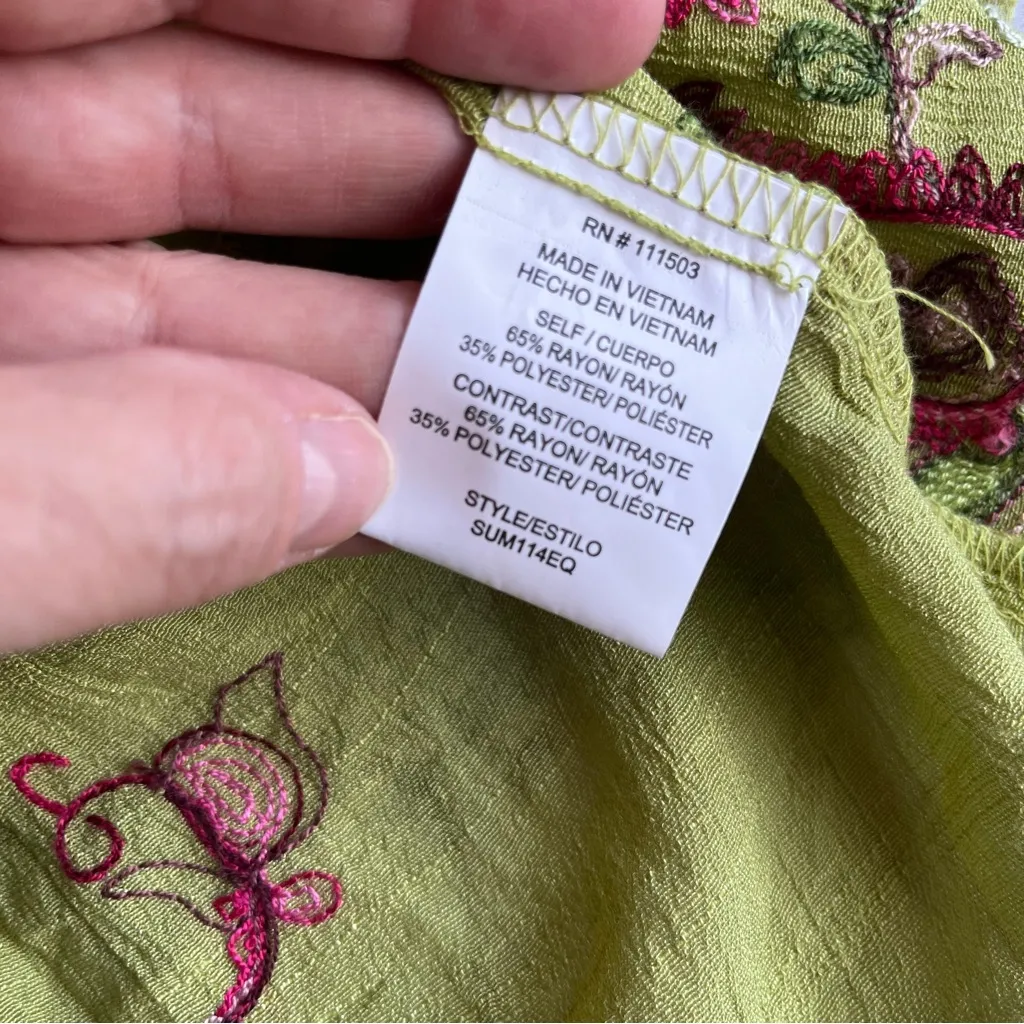 RN # 111503
MADE IN VIETNAM
HECHO EN VIETNAM
SELF / CUERPO
65% RAYON/ RAYÓN
35% POLYESTER/ POLIÉSTER
CONTRAST/CONTRASTE
65% RAYON/ RAYÓN
35% POLYESTER/ POLIÉSTER
STYLE/ESTILO
SUM114EQ